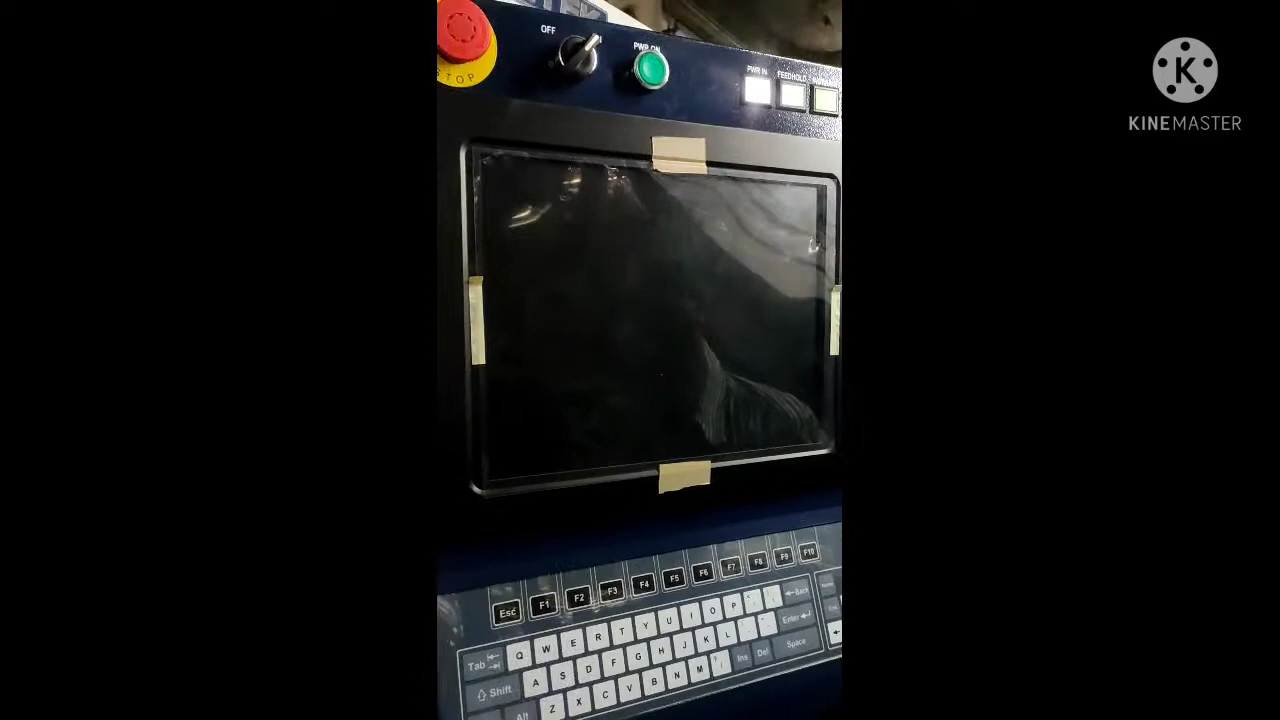 OFF
PWR ON
PWR IN
FEEDHOLD
STOP
K
KINEMASTER
Esc F1 F2 F3 F4 F5 F6 F7 F8 F9 F10
Tab Q W E R T Y U I O P Back
A S D F G H J K L Enter
Shift Z X C V B N M Ins Del Space
Alt